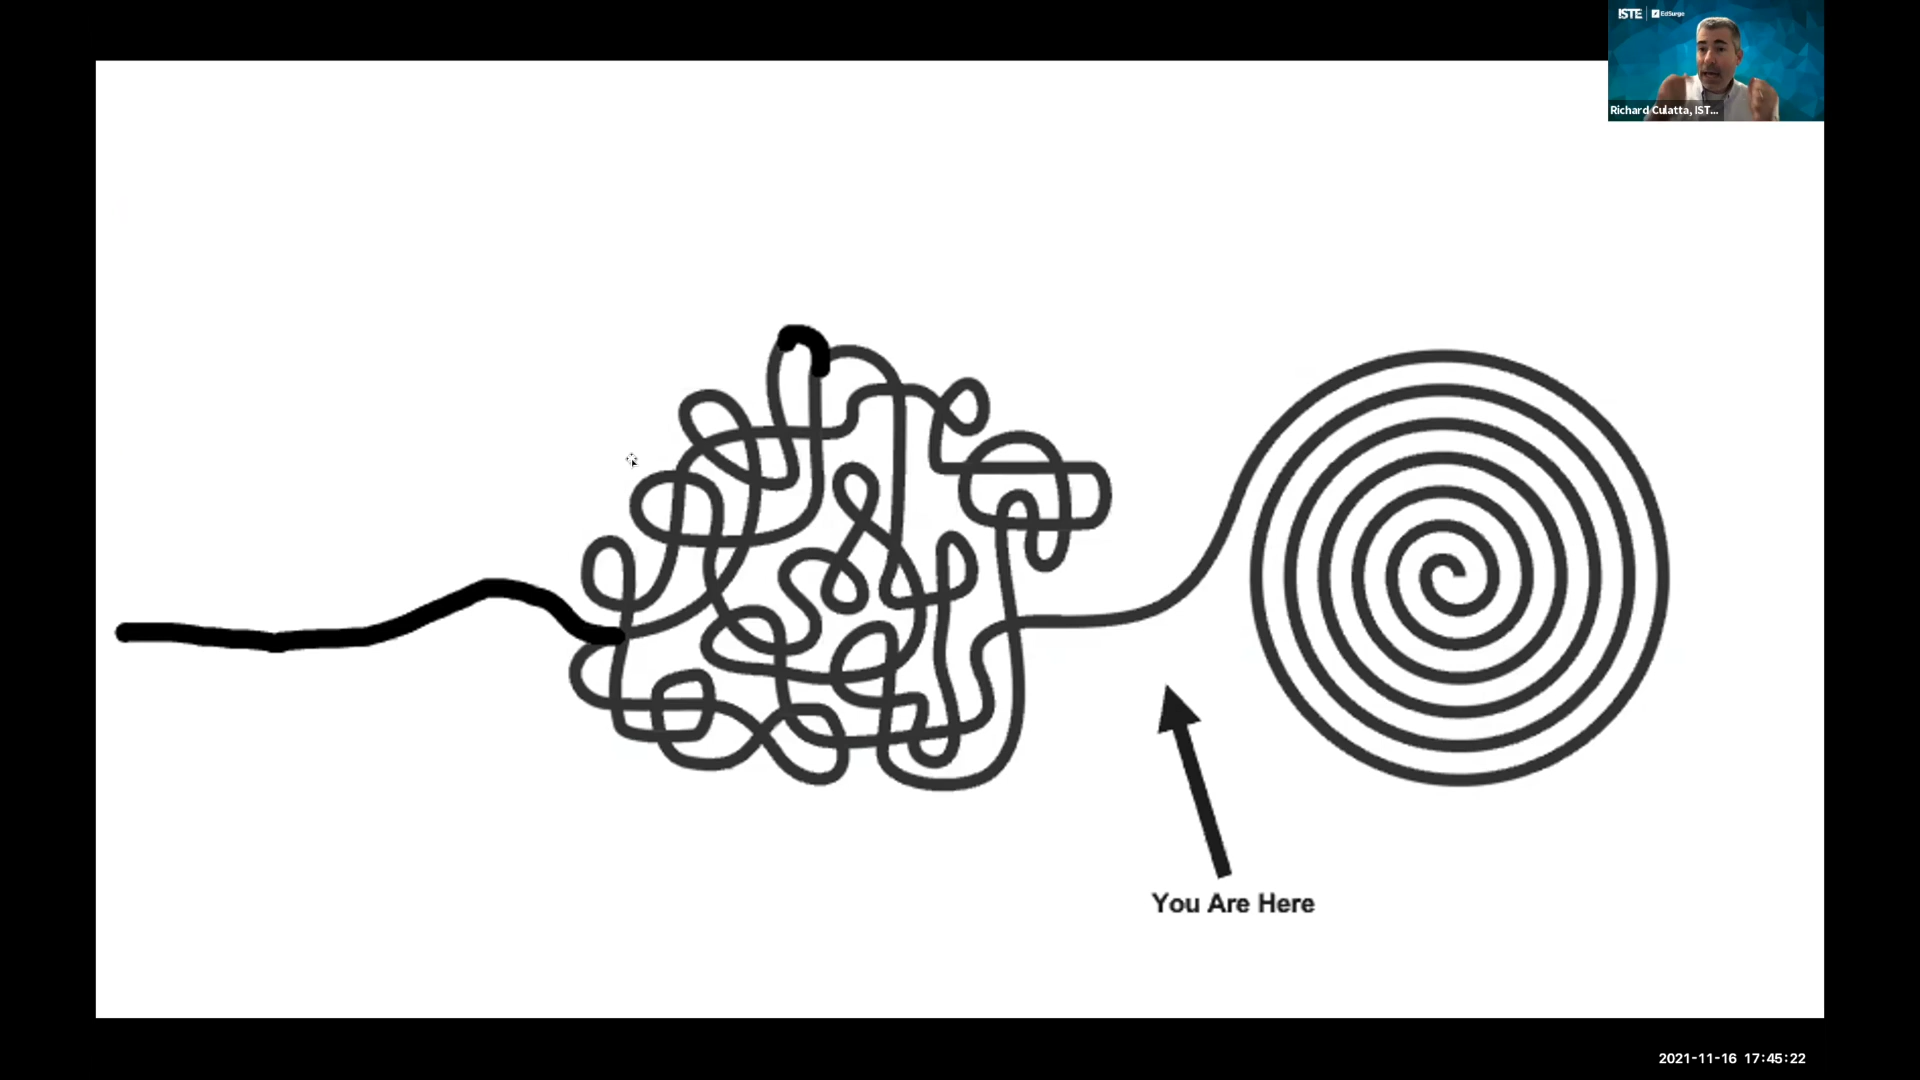 ISTE | EdSurge
Richard Culatta, IST...
You Are Here
2021-11-16 17:45:22